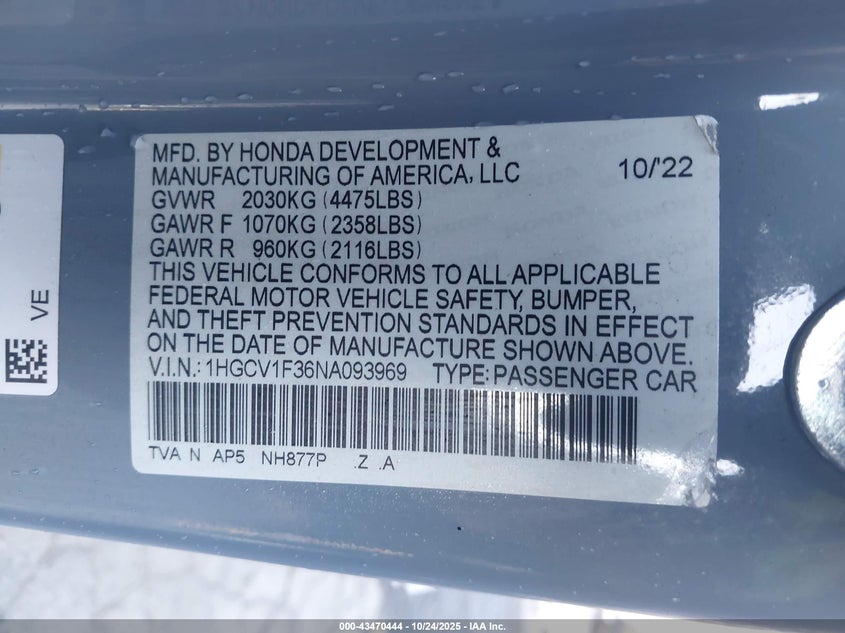 MFD. BY HONDA DEVELOPMENT &
MANUFACTURING OF AMERICA, LLC 10/'22
GVWR 2030KG (4475LBS)
GAWR F 1070KG (2358LBS)
GAWR R 960KG (2116LBS)
THIS VEHICLE CONFORMS TO ALL APPLICABLE
FEDERAL MOTOR VEHICLE SAFETY, BUMPER,
AND THEFT PREVENTION STANDARDS IN EFFECT
ON THE DATE OF MANUFACTURE SHOWN ABOVE.
V.I.N.: 1HGCV1F36NA093969 TYPE: PASSENGER CAR
TVA N AP5 NH877P .Z .A
VE
000-43470444 - 10/24/2025 - IAA Inc.